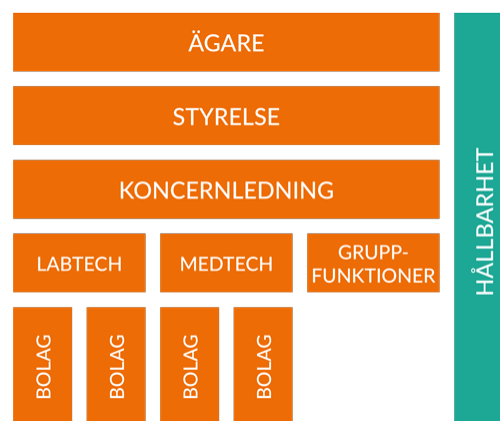 ÄGARE
STYRELSE
KONCERNLEDNING
LABTECH
MEDTECH
GRUPP-
FUNKTIONER
BOLAG
BOLAG
BOLAG
BOLAG
HÅLLBARHET